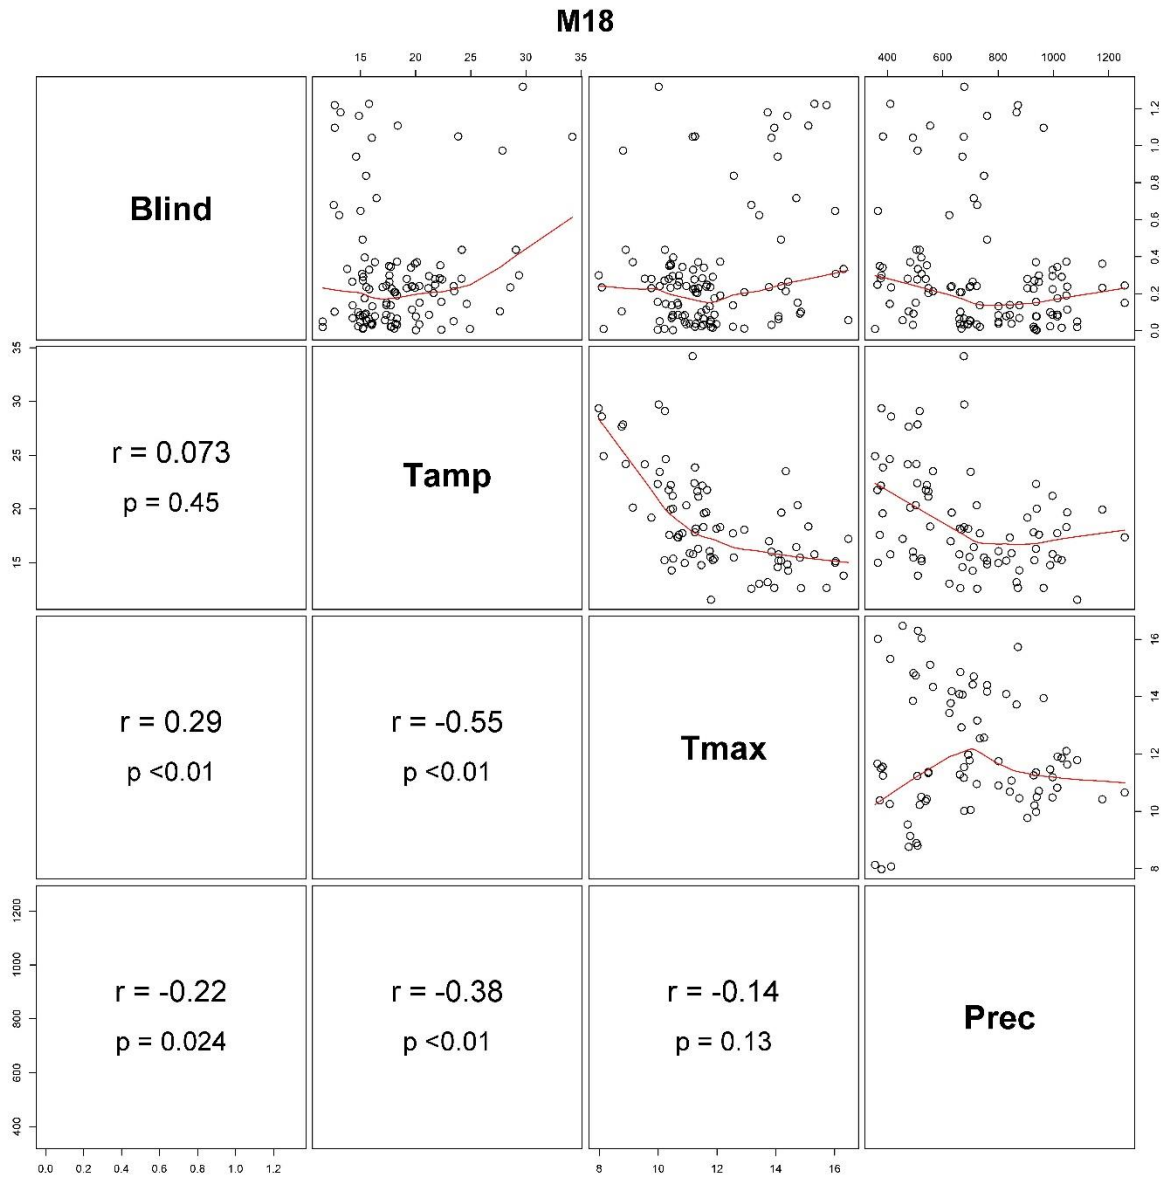 M18
15 20 25 30 35
400 600 800 1000 1200
Blind
0.0 0.2 0.4 0.6 0.8 1.0 1.2
15 20 25 30 35
r = 0.073
p = 0.45
Tamp
r = 0.29
p <0.01
r = -0.55
p <0.01
Tmax
8 10 12 14 16
400 600 800 1000 1200
r = -0.22
p = 0.024
r = -0.38
p <0.01
r = -0.14
p = 0.13
Prec
0.0 0.2 0.4 0.6 0.8 1.0 1.2
8 10 12 14 16